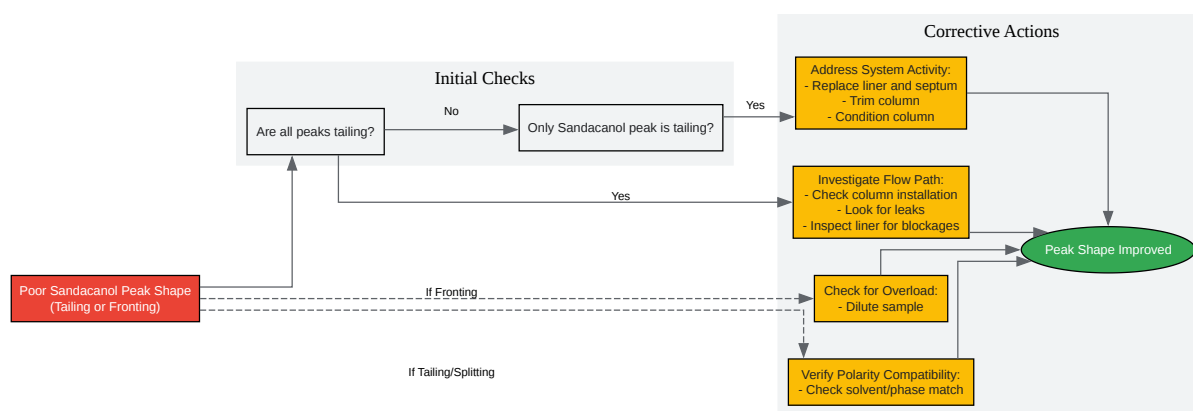 Corrective Actions
Initial Checks
Address System Activity:
- Replace liner and septum
- Trim column
- Condition column
Yes
No
Are all peaks tailing?
Only Sandacanol peak is tailing?
Investigate Flow Path:
- Check column installation
- Look for leaks
- Inspect liner for blockages
Yes
Peak Shape Improved
Poor Sandacanol Peak Shape
(Tailing or Fronting)
If Fronting
Check for Overload:
- Dilute sample
If Tailing/Splitting
Verify Polarity Compatibility:
- Check solvent/phase match